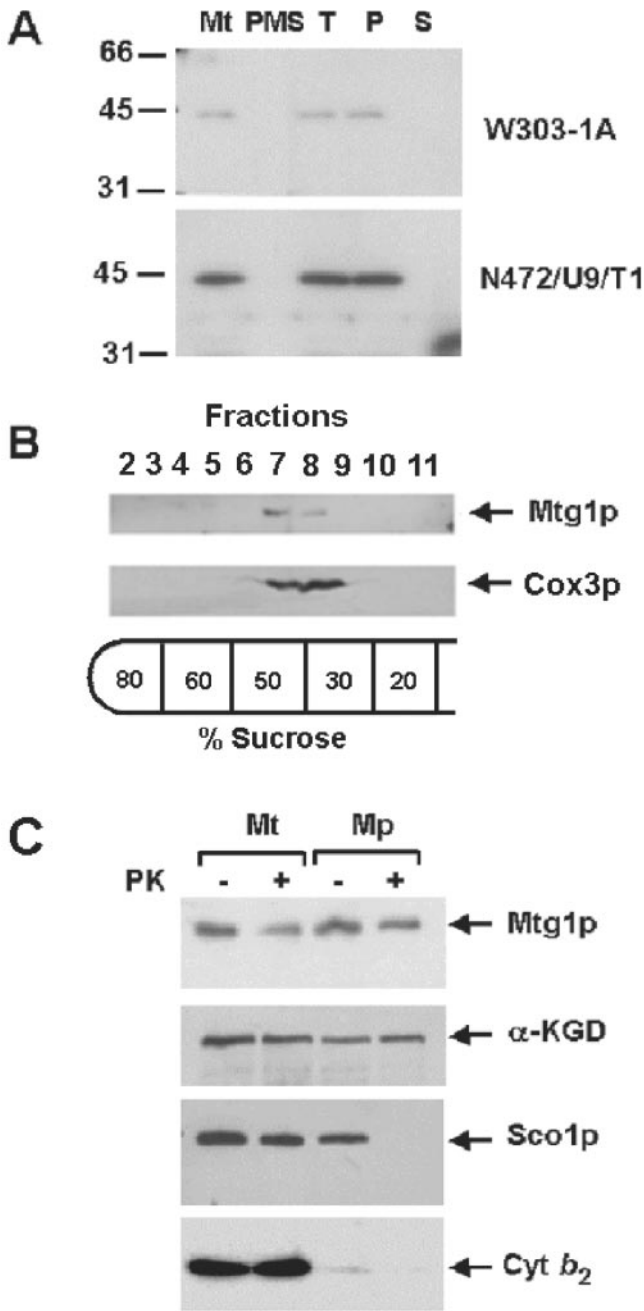 A
Mt PMS T P S
66
45
31
W303-1A
45
31
N472/U9/T1
B
Fractions
2 3 4 5 6 7 8 9 10 11
Mtg1p
Cox3p
80 60 50 30 20
% Sucrose
C
Mt Mp
PK - + - +
Mtg1p
α-KGD
Sco1p
Cyt b2